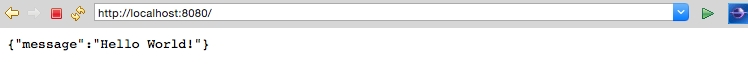 http://localhost:8080/
{"message":"Hello World!"}